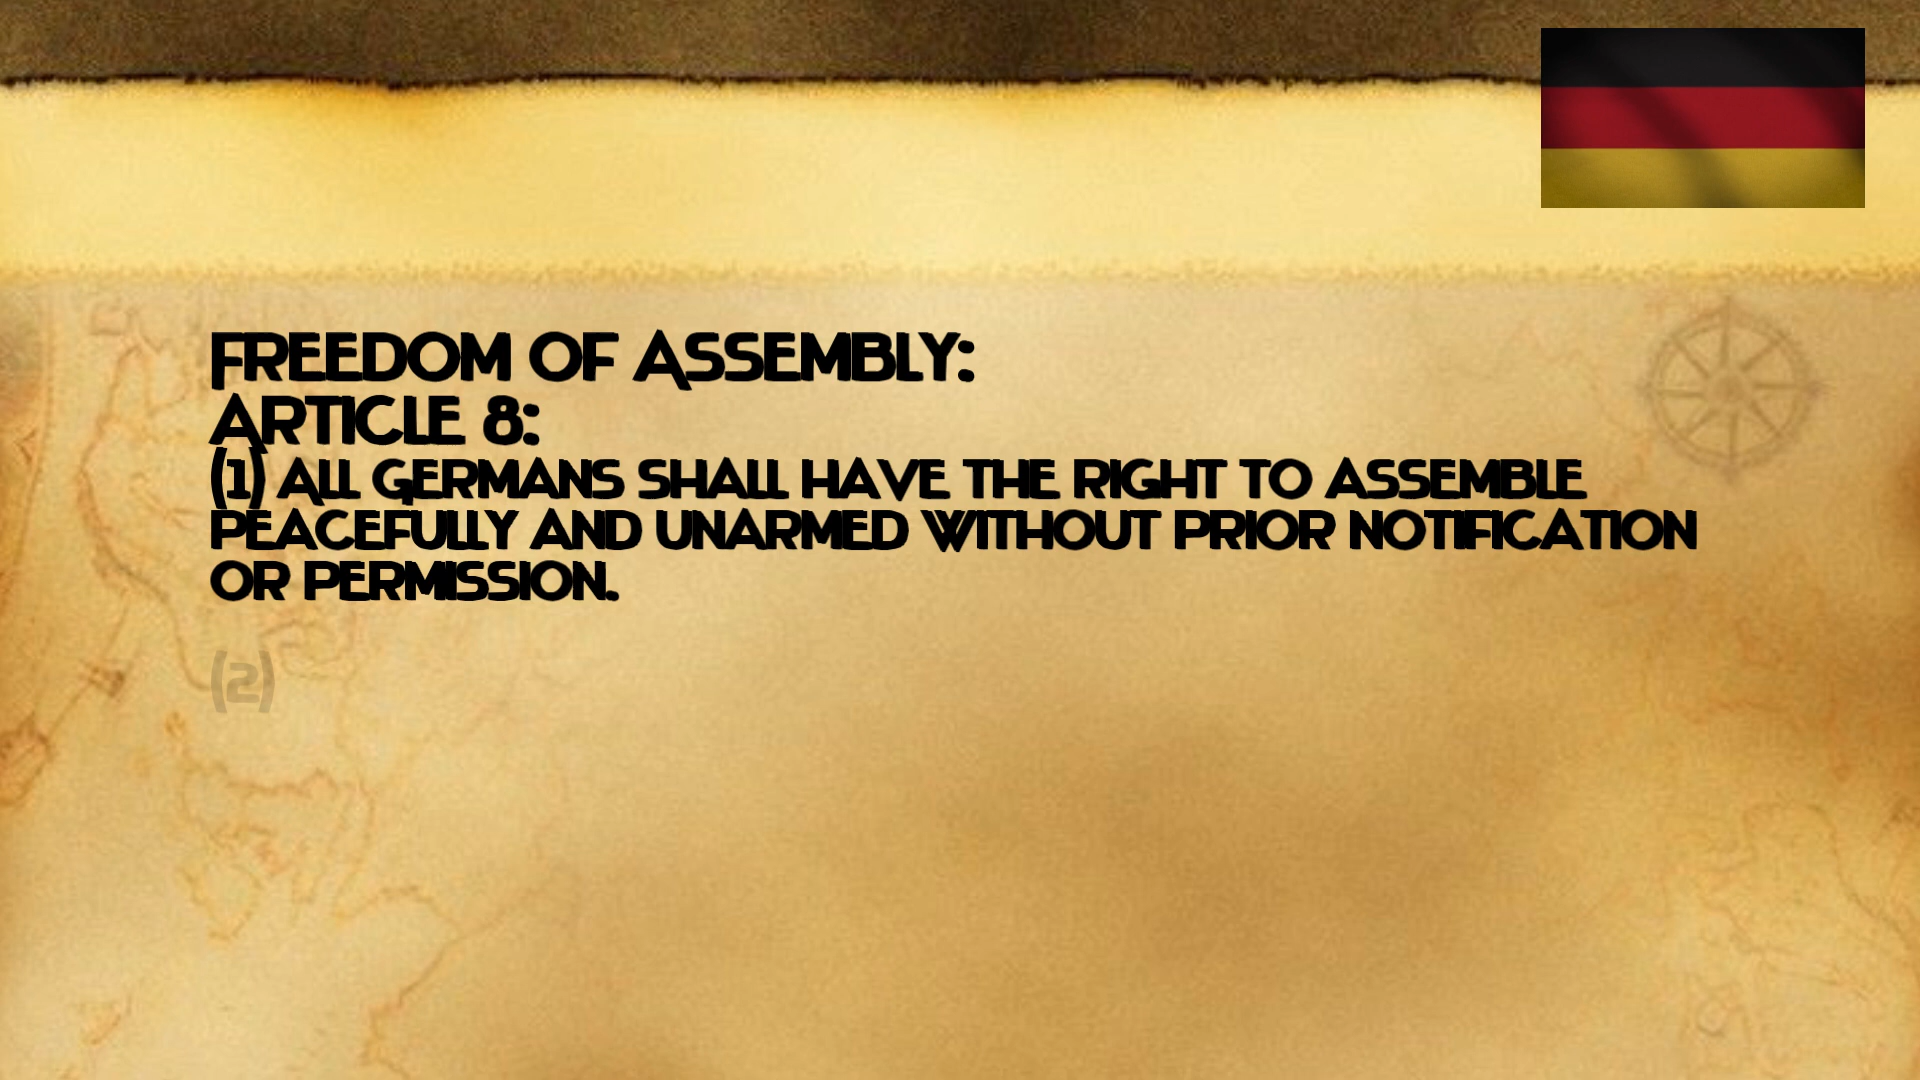 FREEDOM OF ASSEMBLY:
ARTICLE 8:
(1) ALL GERMANS SHALL HAVE THE RIGHT TO ASSEMBLE
PEACEFULLY AND UNARMED WITHOUT PRIOR NOTIFICATION
OR PERMISSION.
(2)